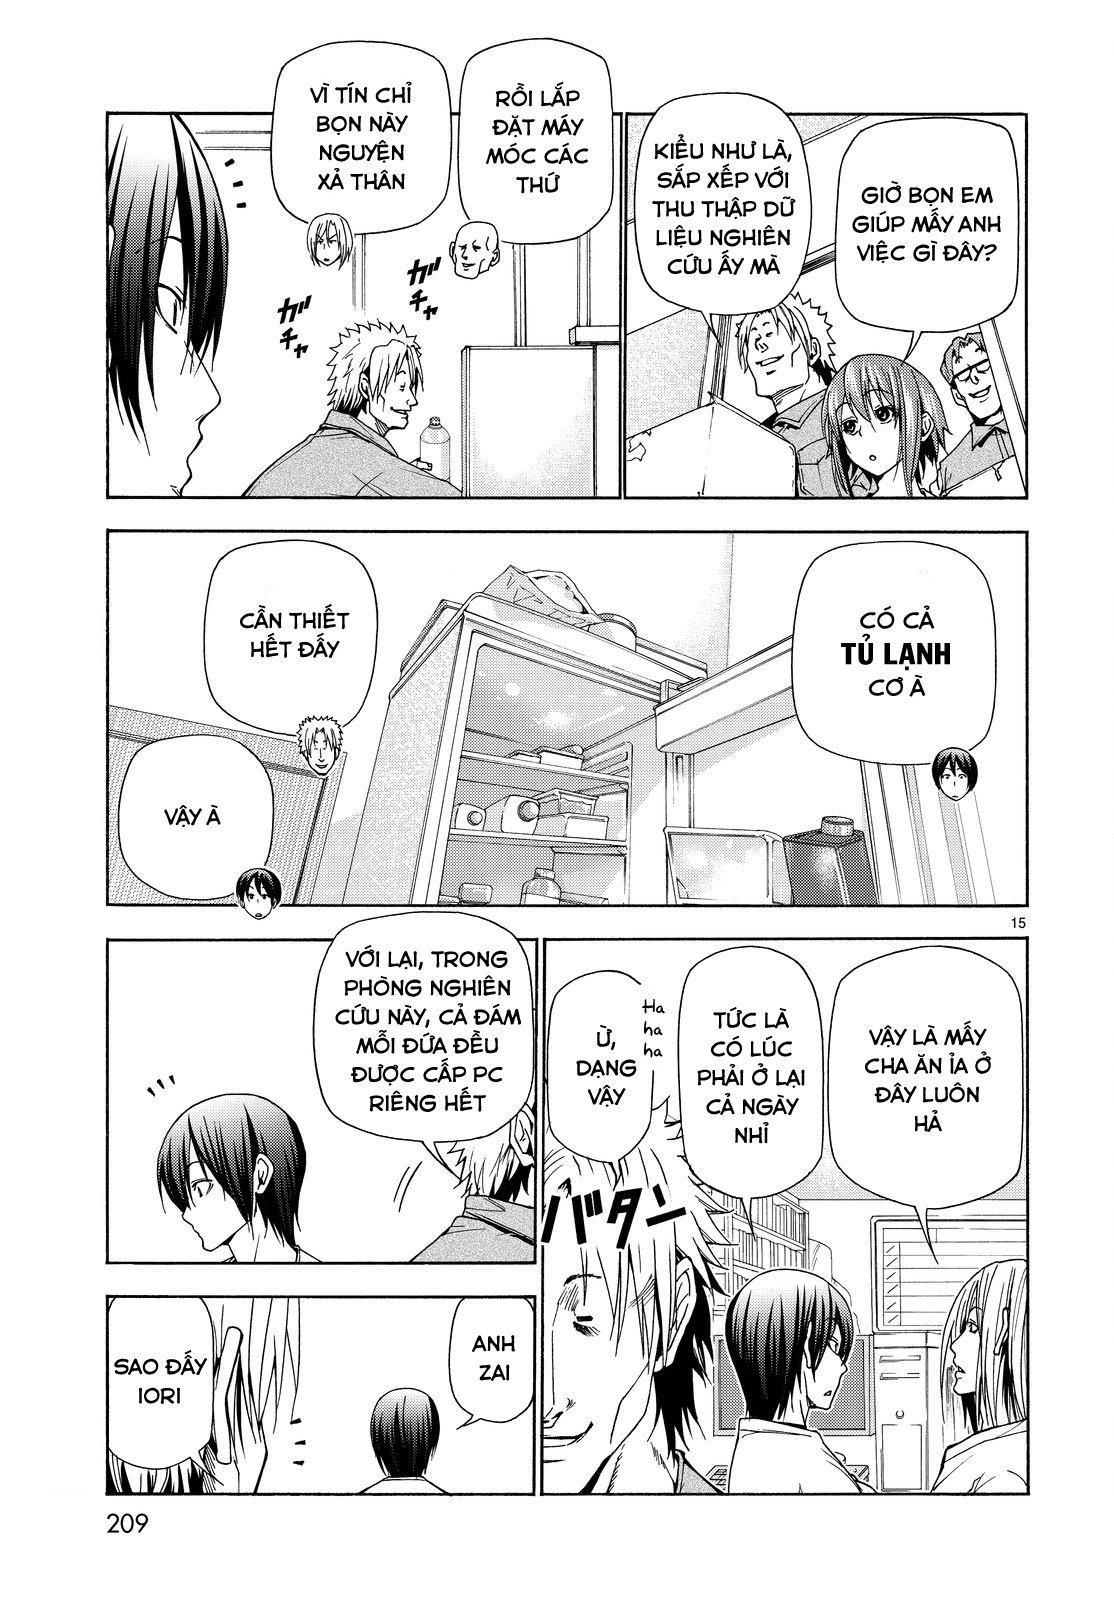 GIỜ BỌN EM
GIÚP MẤY ANH
VIỆC GÌ ĐÂY?
KIỂU NHƯ LÀ,
SẮP XẾP VỚI
THU THẬP DỮ
LIỆU NGHIÊN
CỨU ẤY MÀ
RỒI LẮP
ĐẶT MÁY
MÓC CÁC
THỨ
VÌ TÍN CHỈ
BỌN NÀY
NGUYỆN
XẢ THÂN
ガチャ
ガチャ
CÓ CẢ
TỦ LẠNH
CƠ À
CẦN THIẾT
HẾT ĐẤY
VẬY À
15
VẬY LÀ MẤY
CHA ĂN ỈA Ở
ĐÂY LUÔN
HẢ
TỨC LÀ
CÓ LÚC
PHẢI Ở LẠI
CẢ NGÀY
NHỈ
Ha
ha
ha
Ừ,
DẠNG
VẬY
バタン
VỚI LẠI, TRONG
PHÒNG NGHIÊN
CỨU NÀY, CẢ ĐÁM
MỖI ĐỨA ĐỀU
ĐƯỢC CẤP PC
RIÊNG HẾT
ANH
ZAI
SAO ĐẤY
IORI
209